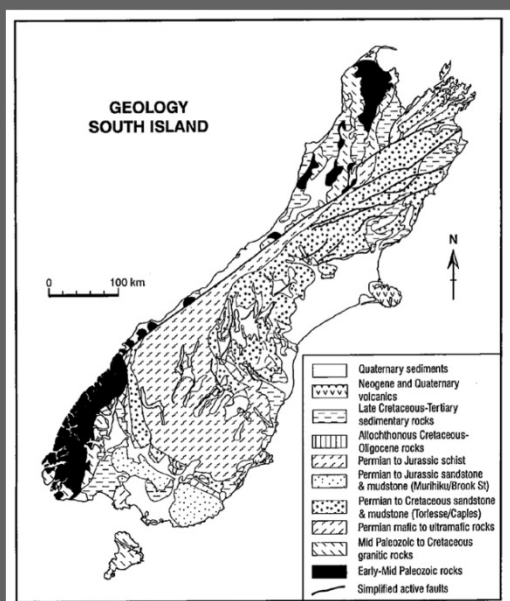 GEOLOGY
SOUTH ISLAND
N
0 100 km
Quaternary sediments
Neogene and Quaternary
volcanics
Late Cretaceous-Tertiary
sedimentary rocks
Allochthonous Cretaceous-
Oligocene rocks
Permian to Jurassic schist
Permian to Jurassic sandstone
& mudstone (Murihiku/Brook St)
Permian to Cretaceous sandstone
& mudstone (Torlesse/Caples)
Permian mafic to ultramafic rocks
Mid Paleozoic to Cretaceous
granitic rocks
Early-Mid Paleozoic rocks
Simplified active faults